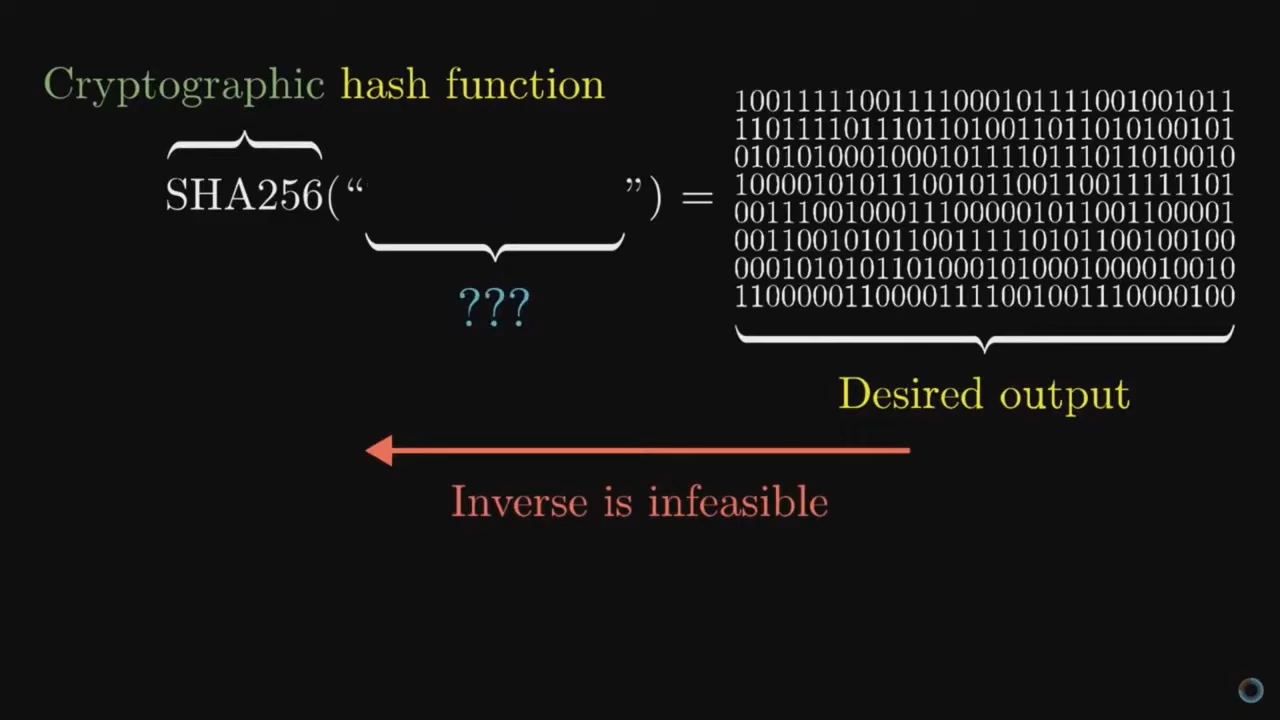 Cryptographic hash function
SHA256(“ ”) =
10011111001111000101111001001011
11011110111011010011011010100101
01010100010001011110111011010010
10000101011100101100110011111101
00111001000111000001011001100001
00110010101100111110101100100100
00010101011010001010001000010010
11000001100001111001001110000100
???
Desired output
Inverse is infeasible